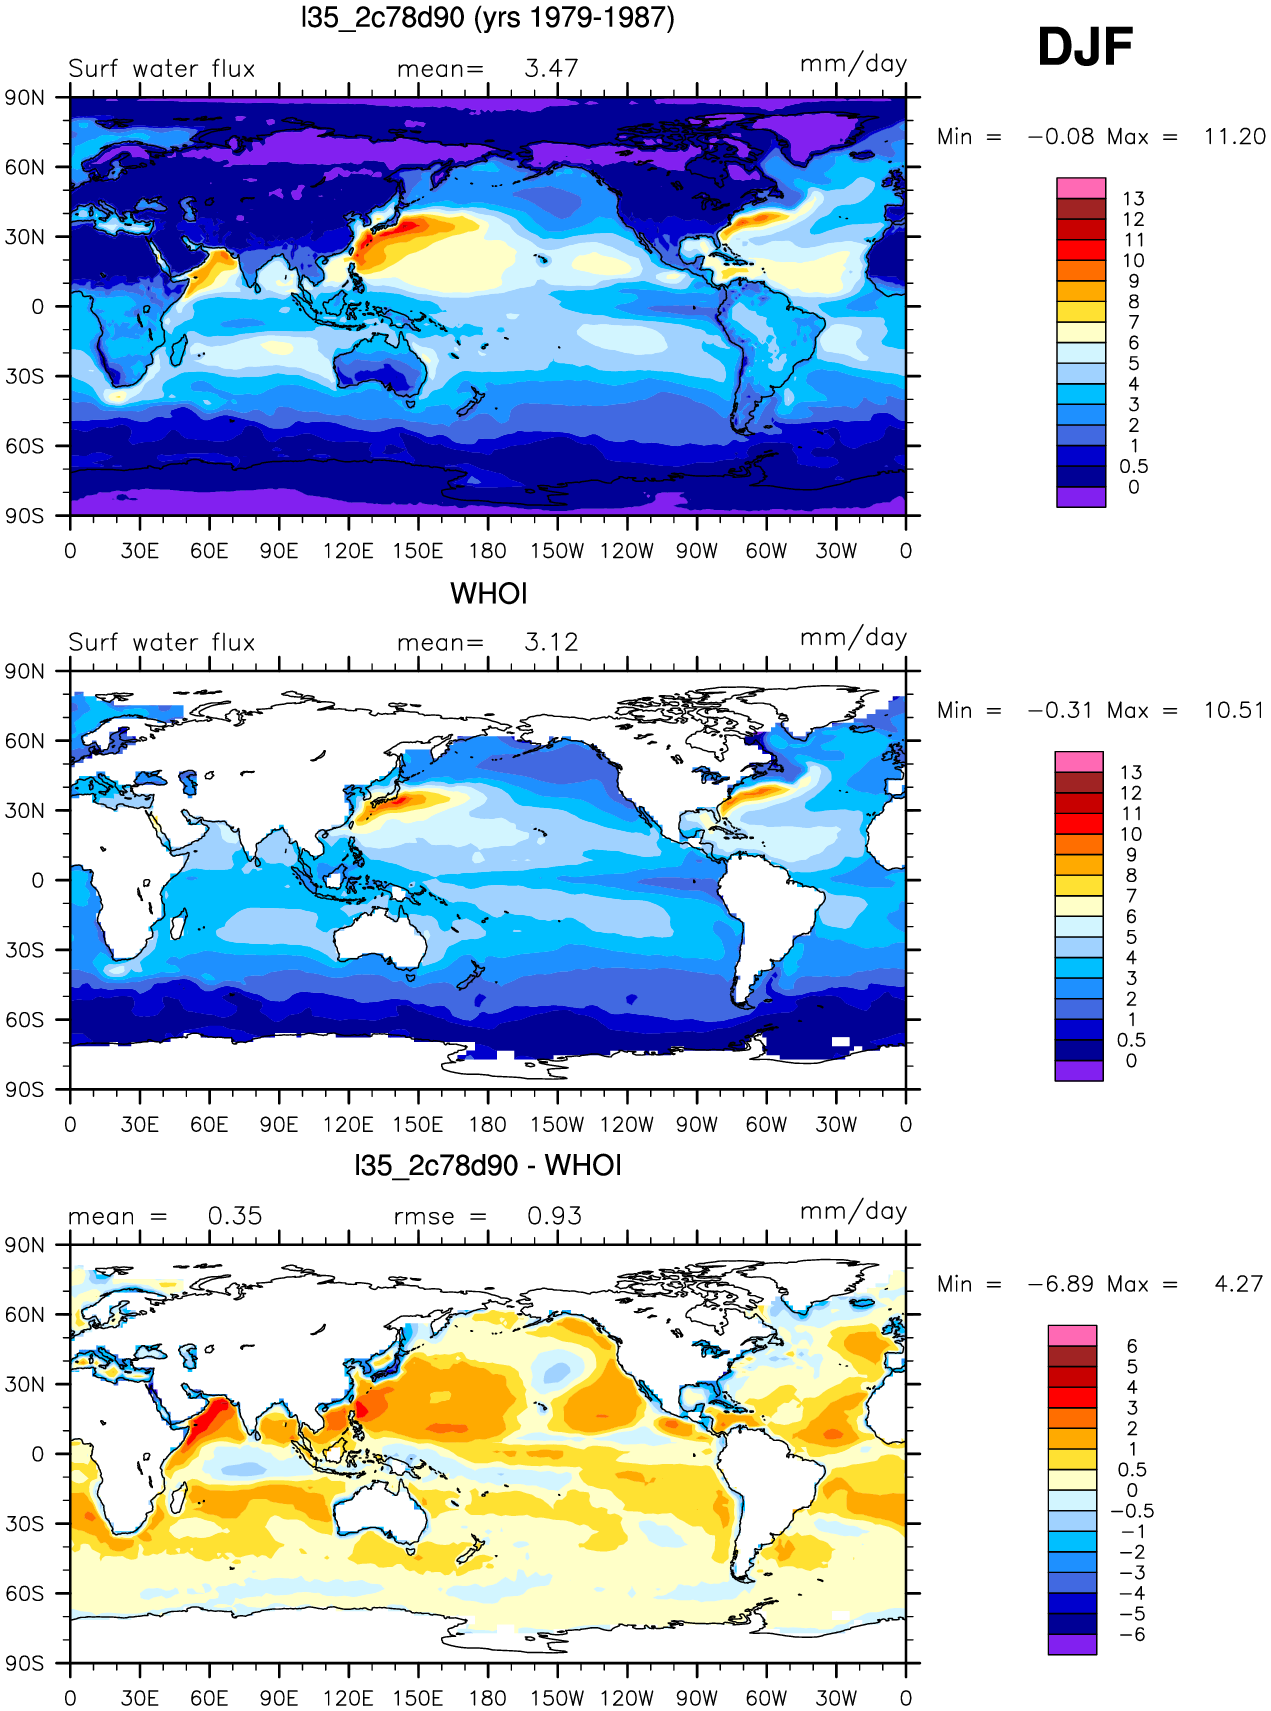 l35_2c78d90 (yrs 1979-1987)
DJF
Surf water flux mean= 3.47 mm/day
Min = -0.08 Max = 11.20
90N
60N
30N
0
30S
60S
90S
0 30E 60E 90E 120E 150E 180 150W 120W 90W 60W 30W 0
13
12
11
10
9
8
7
6
5
4
3
2
1
0.5
0
WHOI
Surf water flux mean= 3.12 mm/day
Min = -0.31 Max = 10.51
90N
60N
30N
0
30S
60S
90S
0 30E 60E 90E 120E 150E 180 150W 120W 90W 60W 30W 0
13
12
11
10
9
8
7
6
5
4
3
2
1
0.5
0
l35_2c78d90 - WHOI
mean = 0.35 rmse = 0.93 mm/day
Min = -6.89 Max = 4.27
90N
60N
30N
0
30S
60S
90S
0 30E 60E 90E 120E 150E 180 150W 120W 90W 60W 30W 0
6
5
4
3
2
1
0.5
0
-0.5
-1
-2
-3
-4
-5
-6